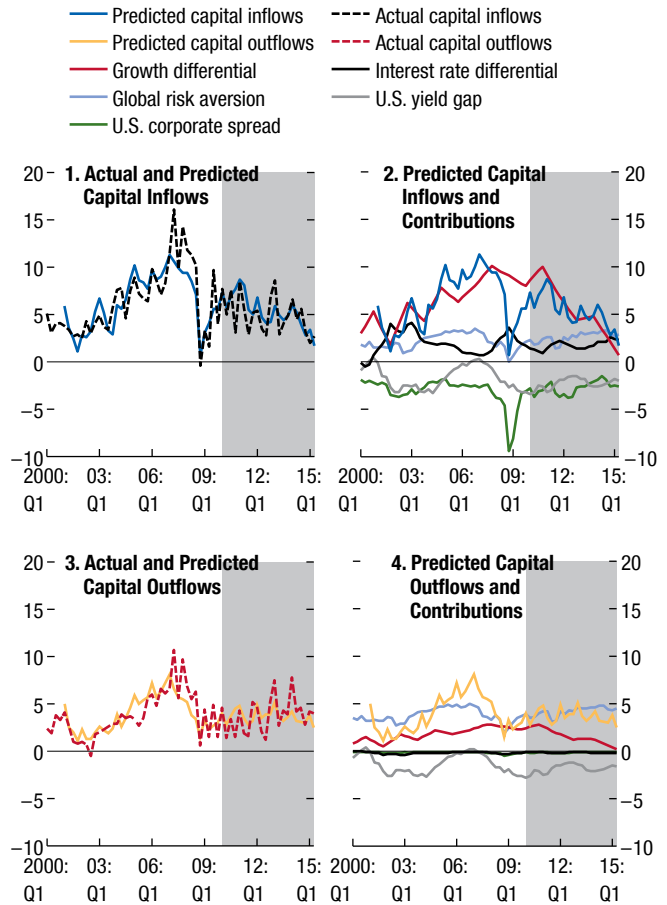 Predicted capital inflows
Actual capital inflows
Predicted capital outflows
Actual capital outflows
Growth differential
Interest rate differential
Global risk aversion
U.S. yield gap
U.S. corporate spread
1. Actual and Predicted
Capital Inflows
20
15
10
5
0
–5
–10
2000:
Q1
03:
Q1
06:
Q1
09:
Q1
12:
Q1
15:
Q1
2. Predicted Capital
Inflows and
Contributions
20
15
10
5
0
–5
–10
2000:
Q1
03:
Q1
06:
Q1
09:
Q1
12:
Q1
15:
Q1
3. Actual and Predicted
Capital Outflows
20
15
10
5
0
–5
–10
2000:
Q1
03:
Q1
06:
Q1
09:
Q1
12:
Q1
15:
Q1
4. Predicted Capital
Outflows and
Contributions
20
15
10
5
0
–5
–10
2000:
Q1
03:
Q1
06:
Q1
09:
Q1
12:
Q1
15:
Q1